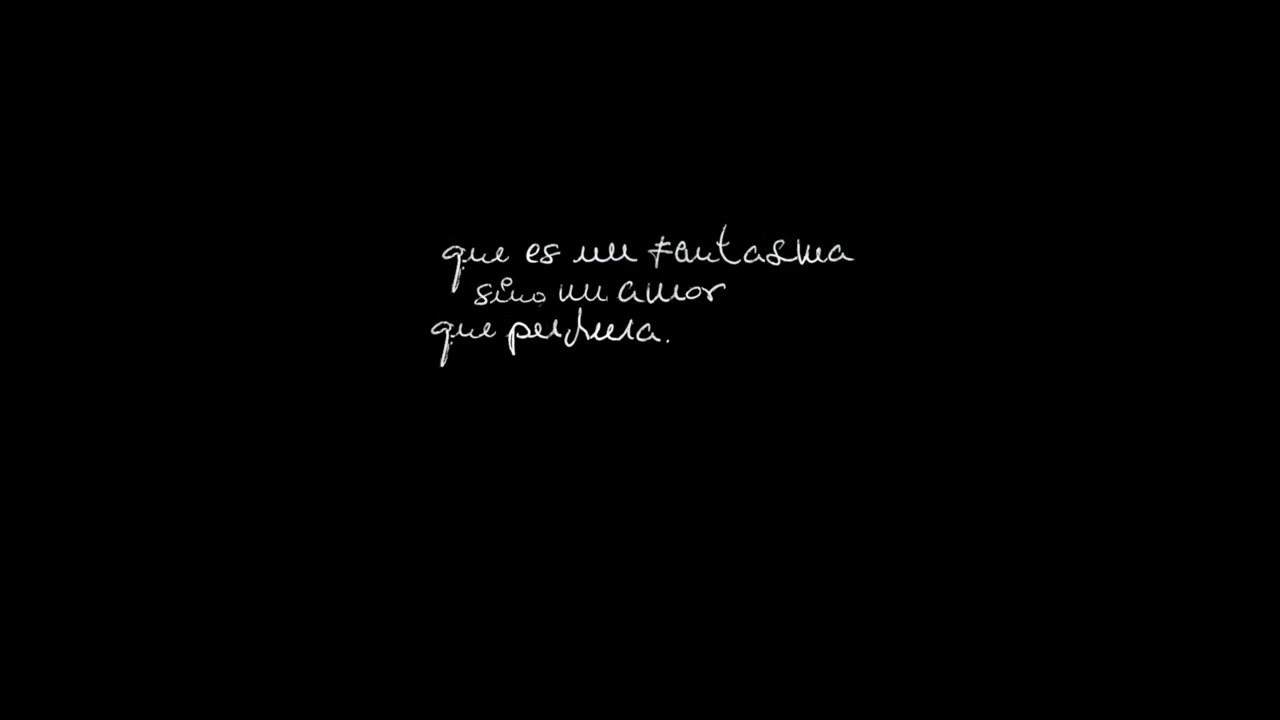 que es un fantasma
sino un amor
que perdura.